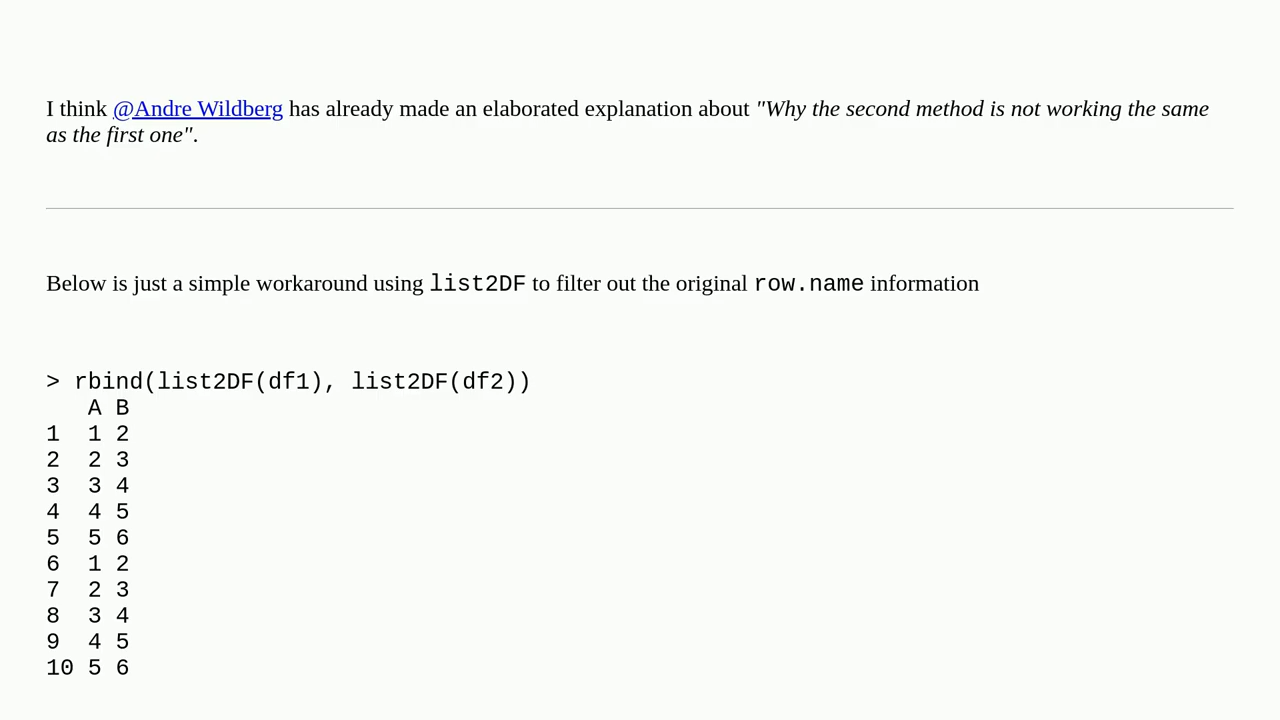 I think @Andre Wildberg has already made an elaborated explanation about "Why the second method is not working the same
as the first one".
Below is just a simple workaround using list2DF to filter out the original row.name information
> rbind(list2DF(df1), list2DF(df2))
   A B
1  1 2
2  2 3
3  3 4
4  4 5
5  5 6
6  1 2
7  2 3
8  3 4
9  4 5
10 5 6